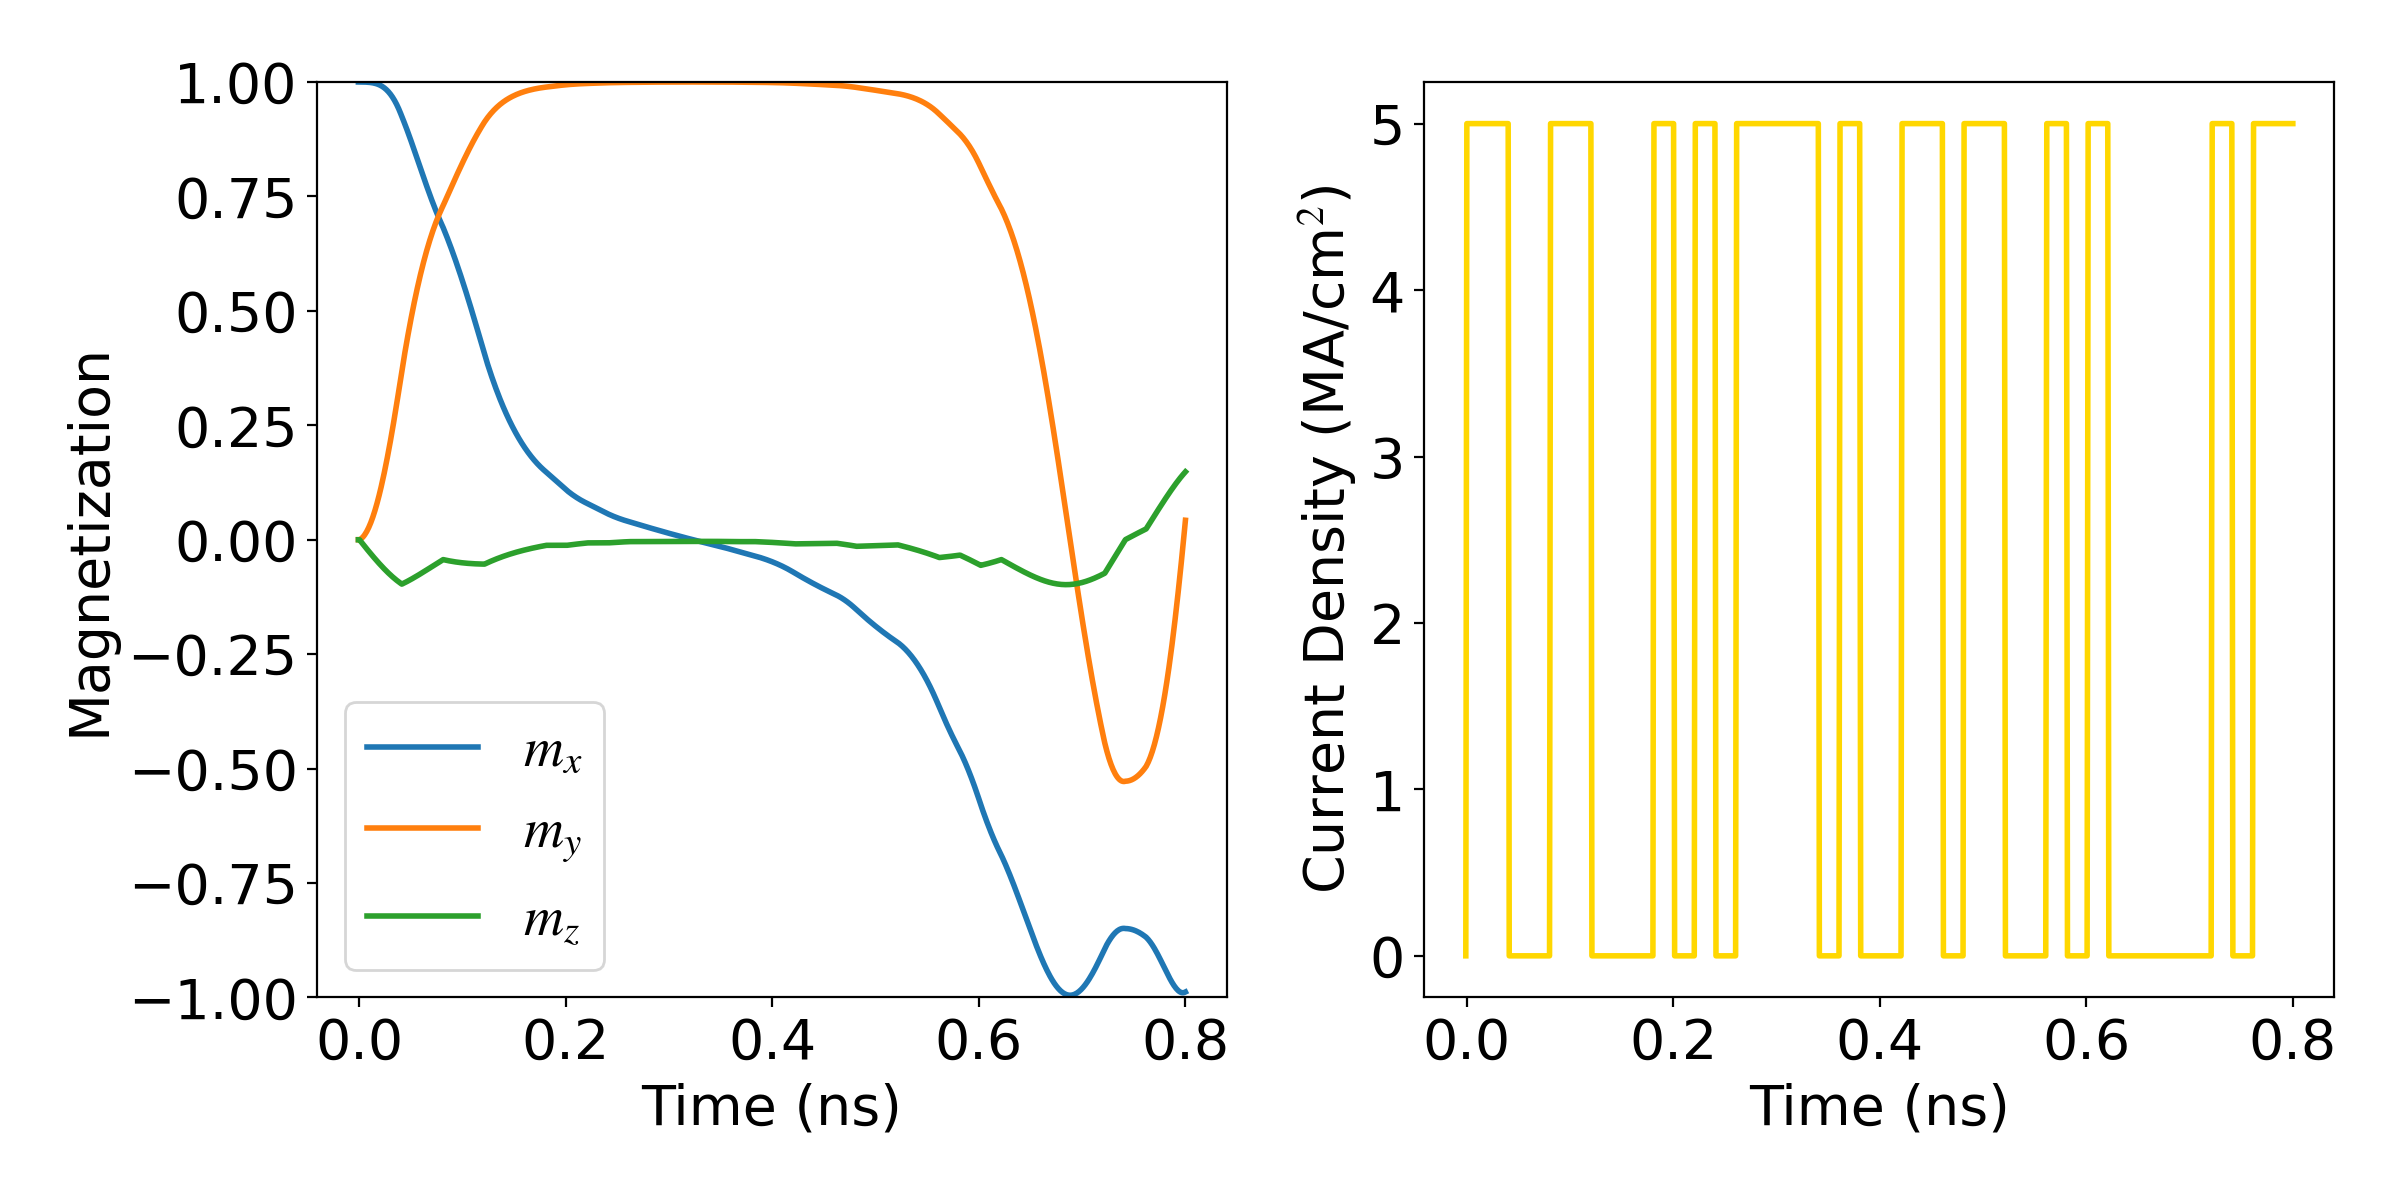 Magnetization
1.00
0.75
0.50
0.25
0.00
−0.25
−0.50
−0.75
−1.00
m_x
m_y
m_z
0.0 0.2 0.4 0.6 0.8
Time (ns)
Current Density (MA/cm²)
5
4
3
2
1
0
0.0 0.2 0.4 0.6 0.8
Time (ns)